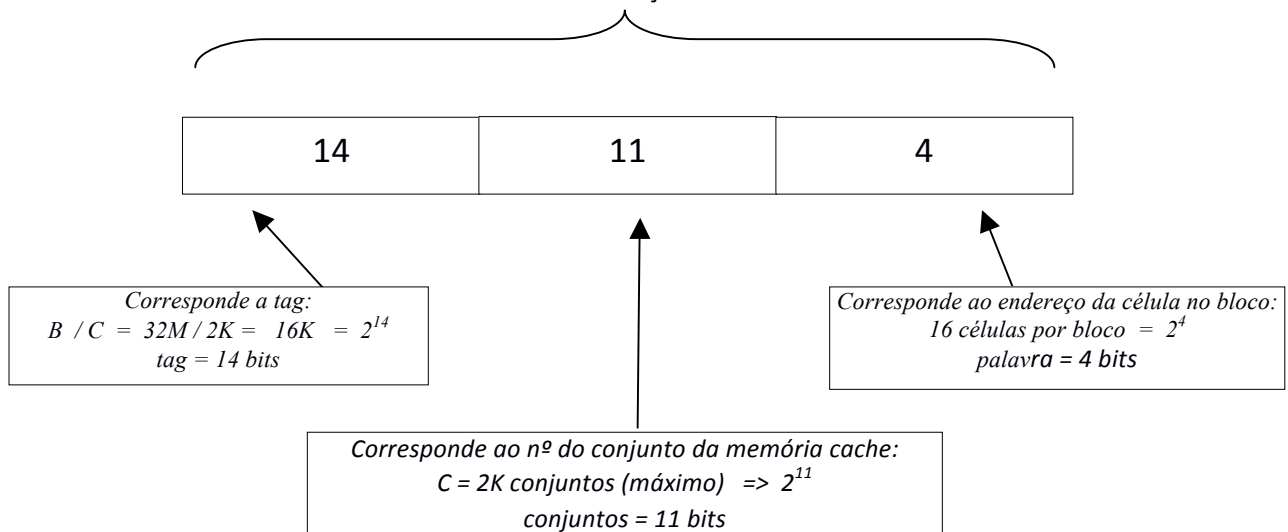 14
11
4
Corresponde a tag:
B / C = 32M / 2K = 16K = 2^14
tag = 14 bits
Corresponde ao endereço da célula no bloco:
16 células por bloco = 2^4
palavra = 4 bits
Corresponde ao nº do conjunto da memória cache:
C = 2K conjuntos (máximo) => 2^11
conjuntos = 11 bits